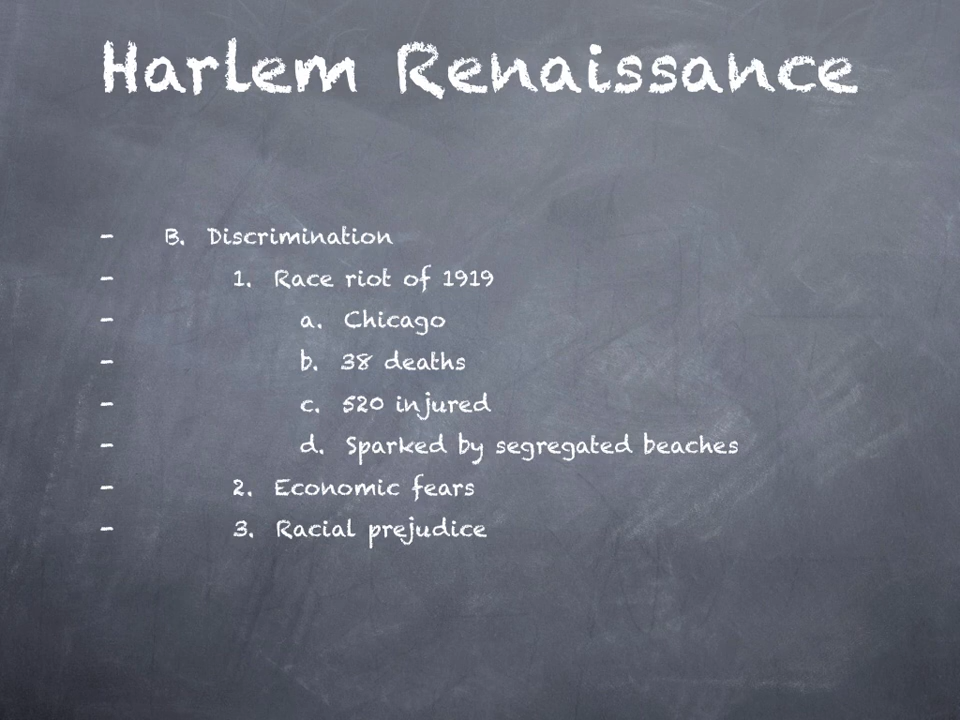 Harlem Renaissance
- B. Discrimination
- 1. Race riot of 1919
- a. Chicago
- b. 38 deaths
- c. 520 injured
- d. Sparked by segregated beaches
- 2. Economic fears
- 3. Racial prejudice